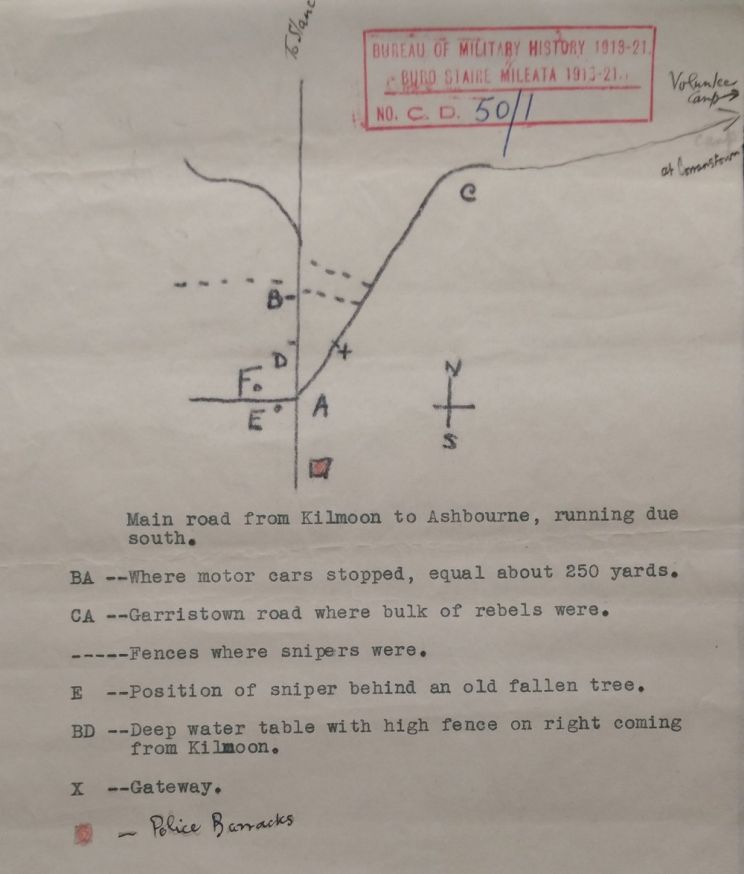 To Slane
BUREAU OF MILITARY HISTORY 1913-21.
BURO STAIRE MILEATA 1913-21.
NO. C. D. 50/1
Volunteer
camp
at Corranstown
C
B-
D
F.
E
A
N
S
Main road from Kilmoon to Ashbourne, running due
south.
BA --Where motor cars stopped, equal about 250 yards.
CA --Garristown road where bulk of rebels were.
-----Fences where snipers were.
E --Position of sniper behind an old fallen tree.
BD --Deep water table with high fence on right coming
from Kilmoon.
X --Gateway.
— Police Barracks